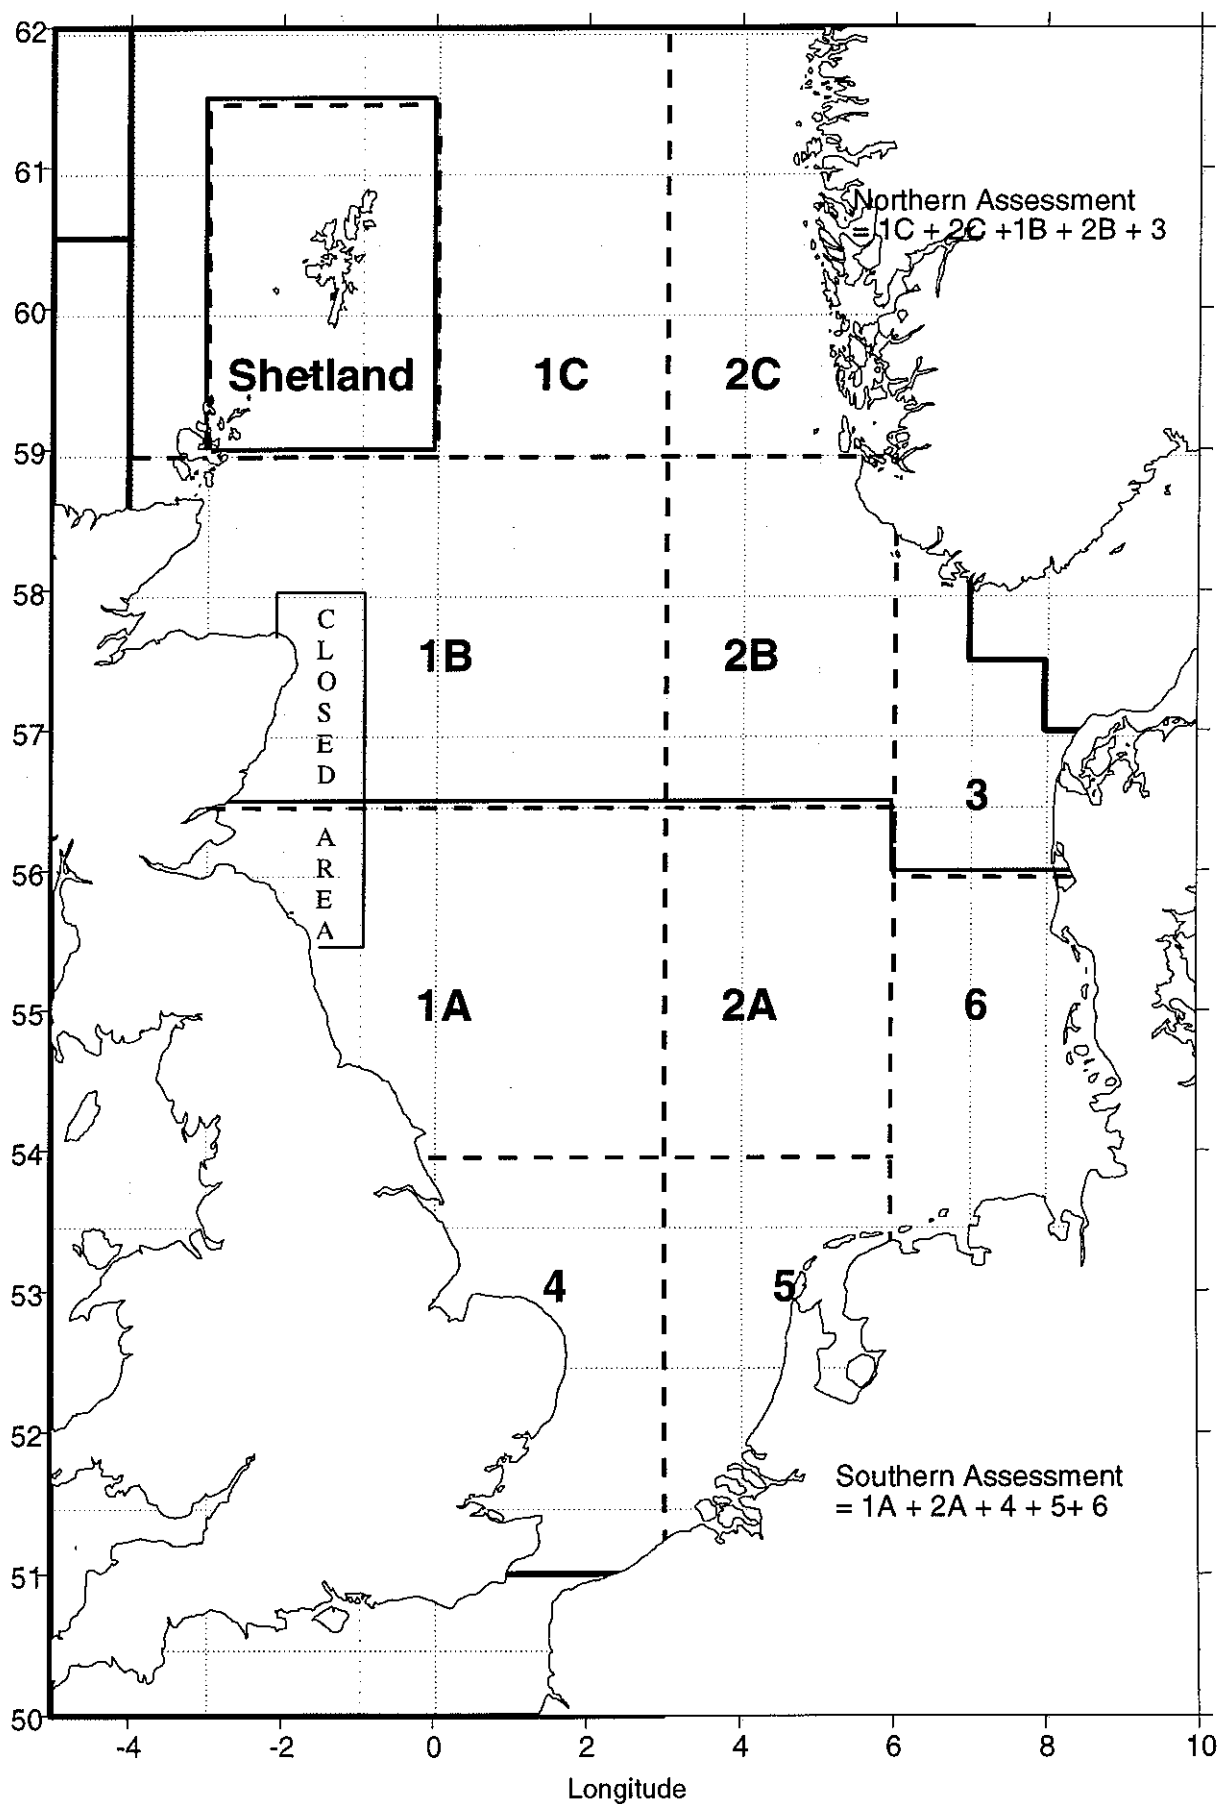 62
61
Northern Assessment
= 1C + 2C +1B + 2B + 3
60
Shetland
1C
2C
59
58
C
L
O
S
E
D
1B
2B
57
3
A
R
E
A
56
1A
2A
6
55
54
4
5
53
52
Southern Assessment
= 1A + 2A + 4 + 5+ 6
51
50
-4
-2
0
2
4
6
8
10
Longitude